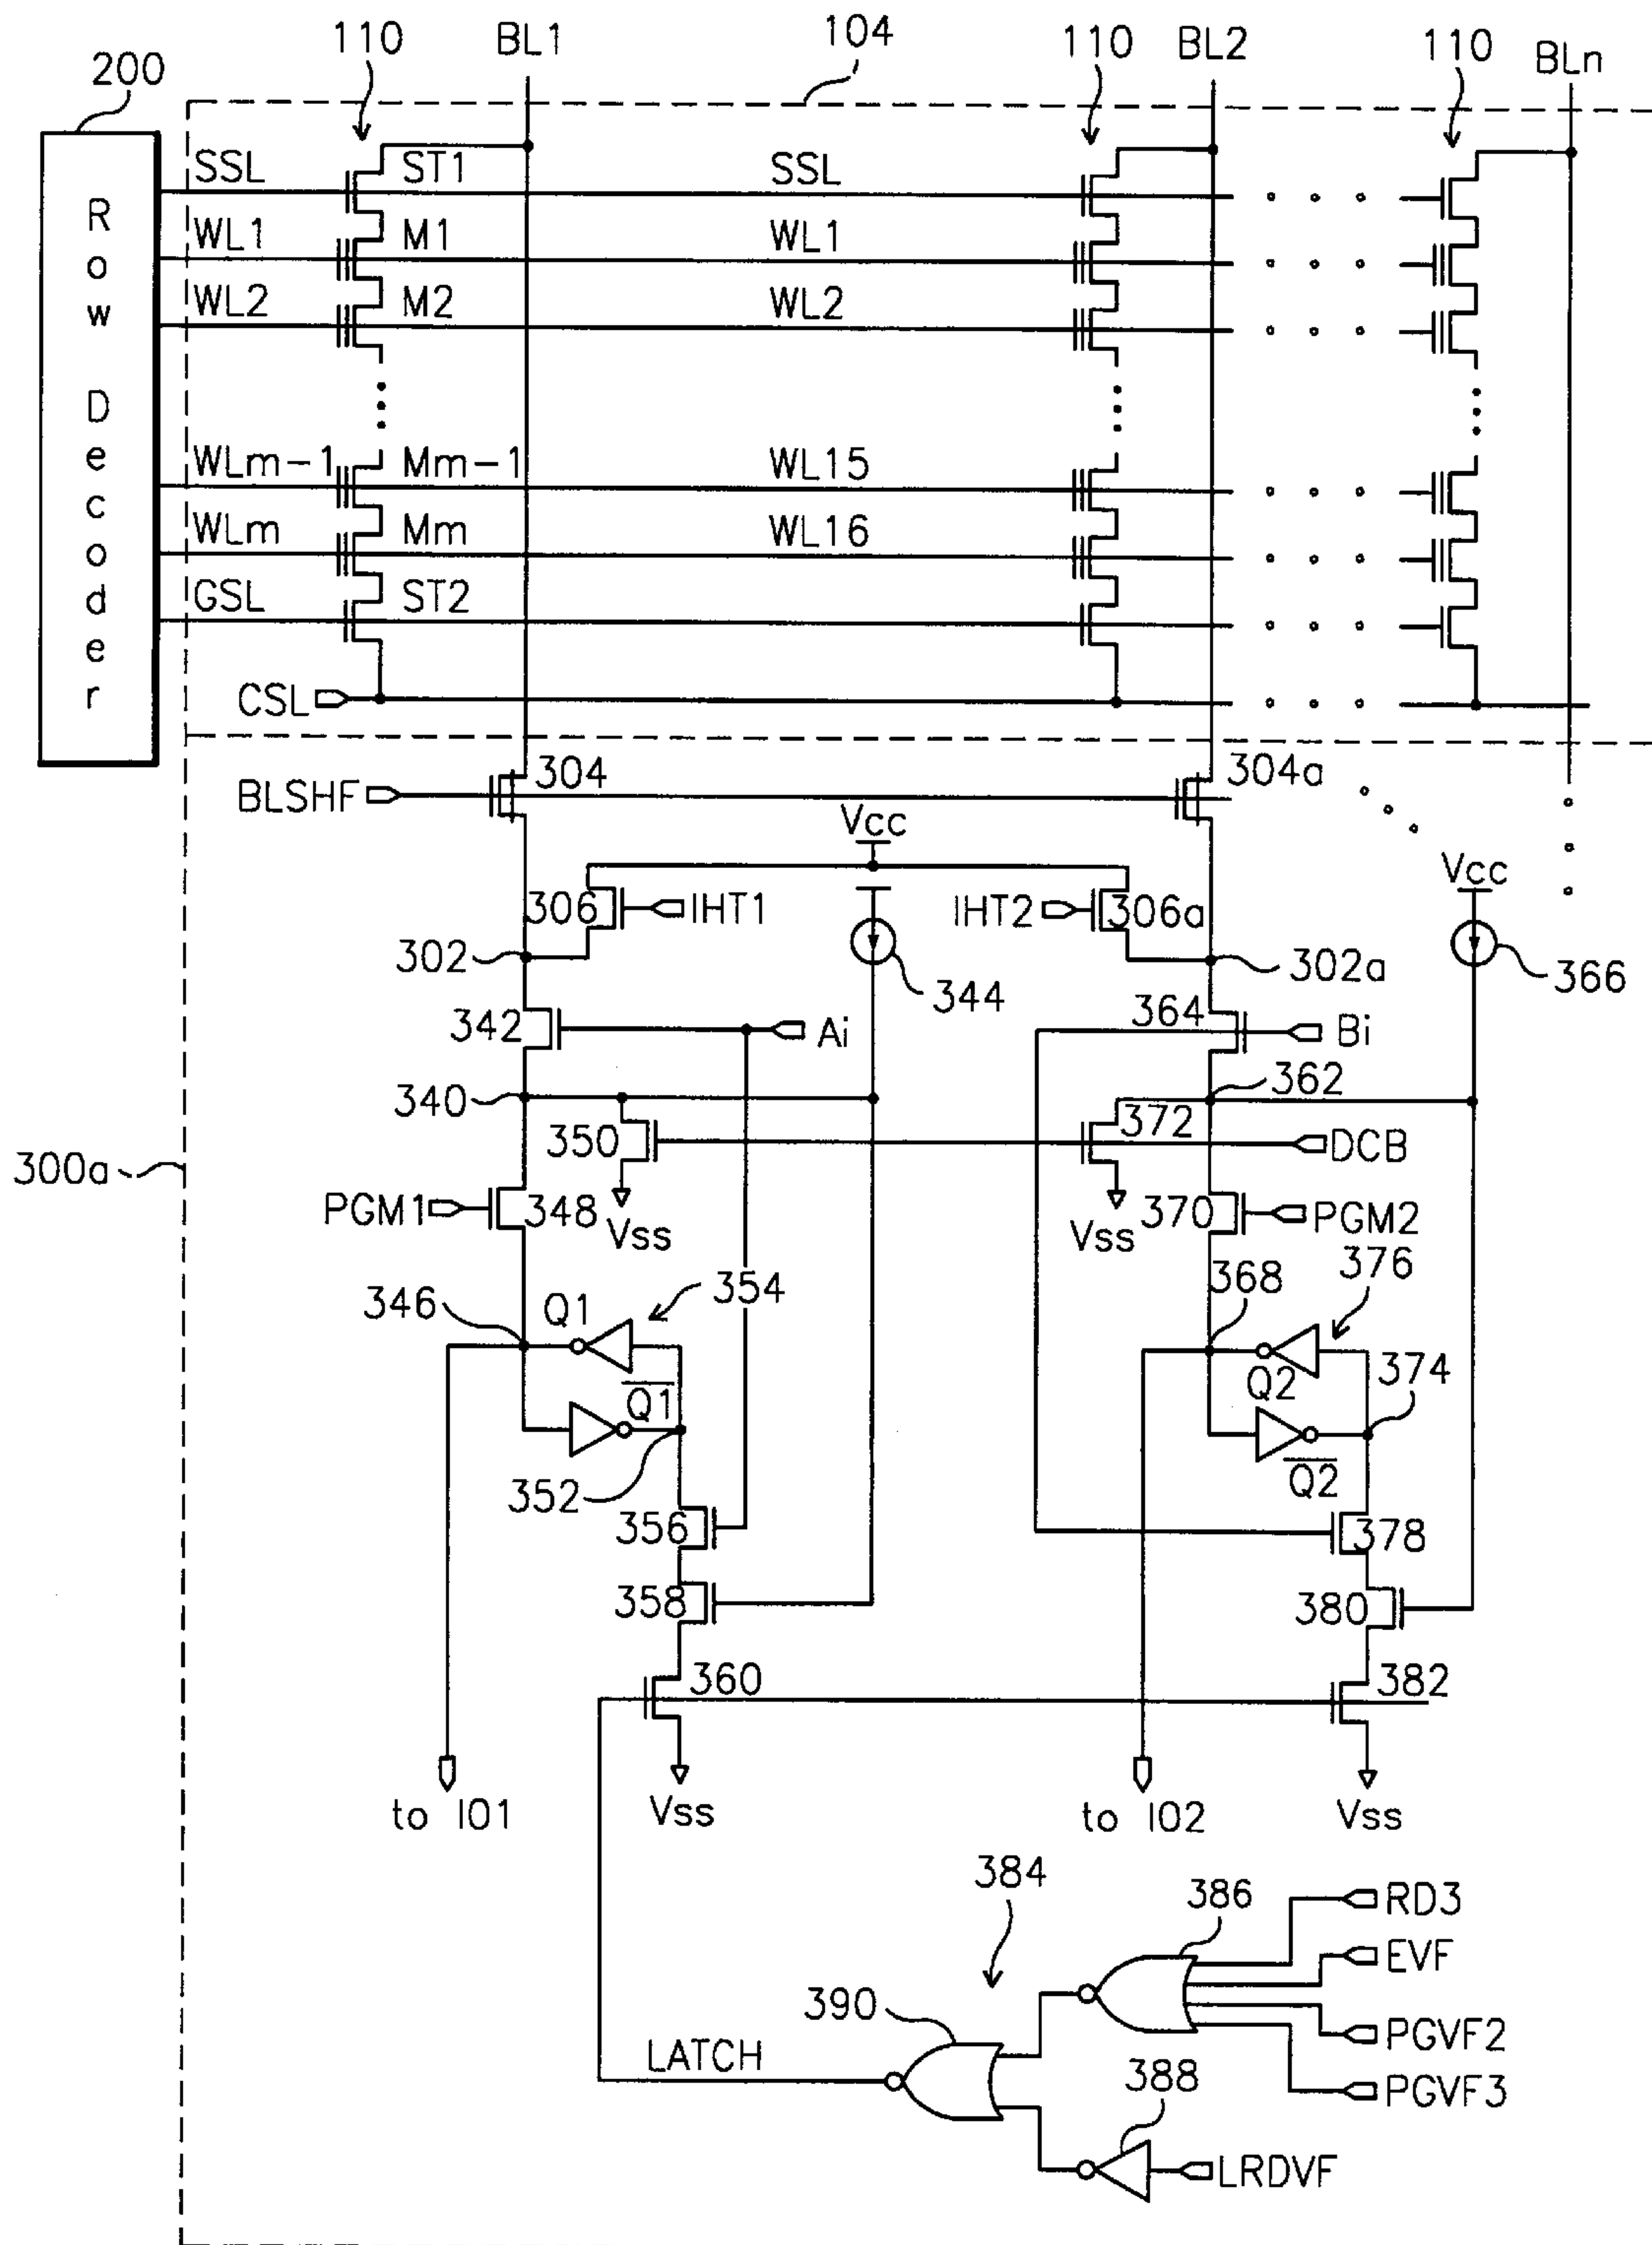 200
110
BL1
104
110
BL2
110
BLn
Row Decoder
SSL
ST1
SSL
WL1
M1
WL1
WL2
M2
WL2
WLm-1
Mm-1
WL15
WLm
Mm
WL16
GSL
ST2
CSL
BLSHF
304
304a
Vcc
Vcc
306
IHT1
IHT2
306a
302
302a
344
366
342
Ai
364
Bi
340
362
350
372
DCB
300a
PGM1
348
Vss
Vss
370
PGM2
346
Q1
354
368
376
Q1
Q2
374
352
Q2
356
378
358
380
360
382
to IO1
Vss
to IO2
Vss
384
386
RD3
EVF
390
PGVF2
LATCH
388
PGVF3
LRDVF